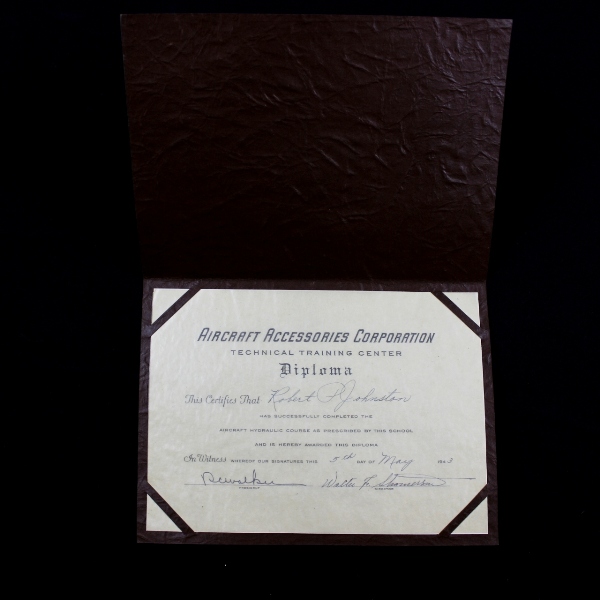 AIRCRAFT ACCESSORIES CORPORATION
TECHNICAL TRAINING CENTER
Diploma
This Certifies That Robert P Johnston
HAS SUCCESSFULLY COMPLETED THE
AIRCRAFT HYDRAULIC COURSE AS PRESCRIBED BY THIS SCHOOL
AND IS HEREBY AWARDED THIS DIPLOMA
In Witness WHEREOF OUR SIGNATURES THIS 5th DAY OF May 1943
Walter F.